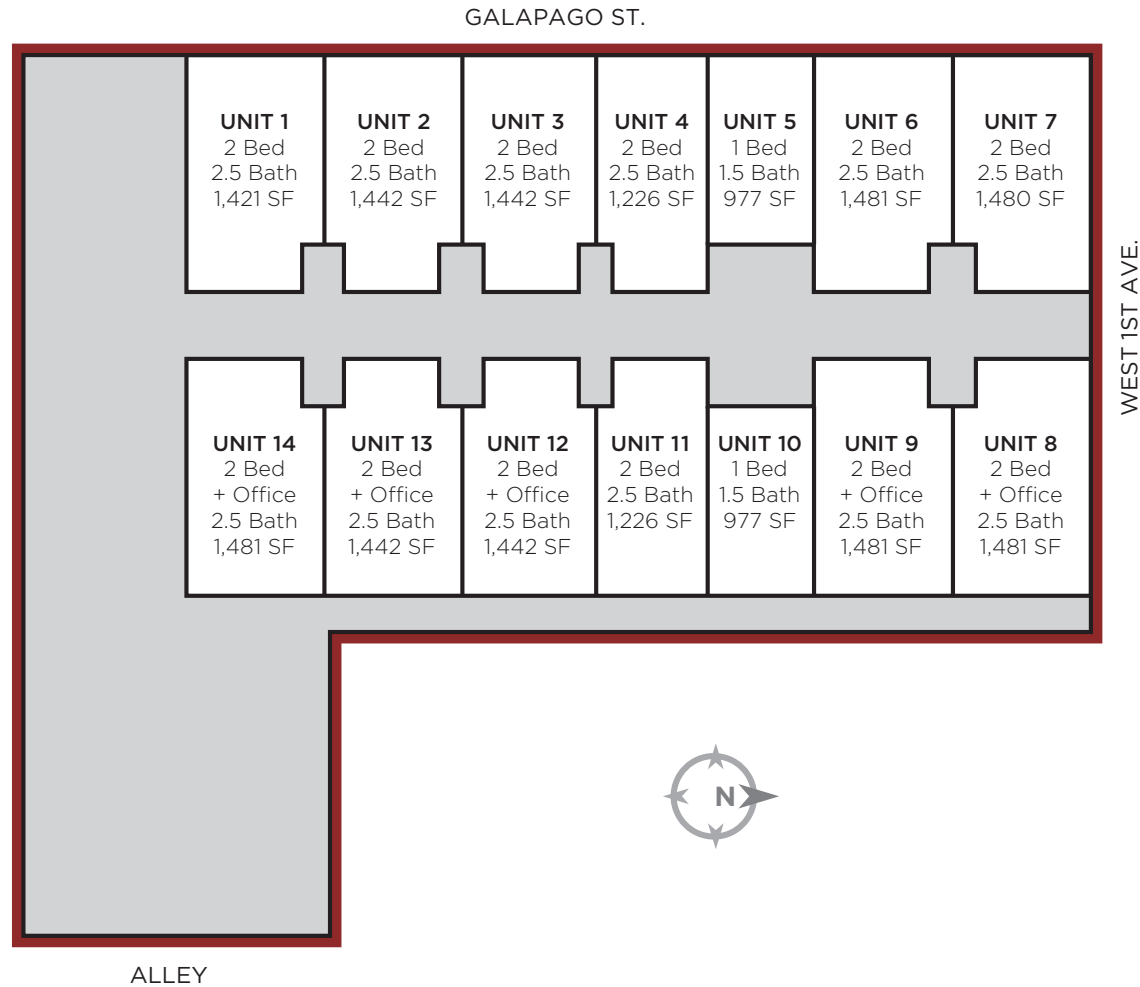 GALAPAGO ST.
UNIT 1
2 Bed
2.5 Bath
1,421 SF
UNIT 2
2 Bed
2.5 Bath
1,442 SF
UNIT 3
2 Bed
2.5 Bath
1,442 SF
UNIT 4
2 Bed
2.5 Bath
1,226 SF
UNIT 5
1 Bed
1.5 Bath
977 SF
UNIT 6
2 Bed
2.5 Bath
1,481 SF
UNIT 7
2 Bed
2.5 Bath
1,480 SF
WEST 1ST AVE.
UNIT 14
2 Bed
+ Office
2.5 Bath
1,481 SF
UNIT 13
2 Bed
+ Office
2.5 Bath
1,442 SF
UNIT 12
2 Bed
+ Office
2.5 Bath
1,442 SF
UNIT 11
2 Bed
2.5 Bath
1,226 SF
UNIT 10
1 Bed
1.5 Bath
977 SF
UNIT 9
2 Bed
+ Office
2.5 Bath
1,481 SF
UNIT 8
2 Bed
+ Office
2.5 Bath
1,481 SF
N
ALLEY